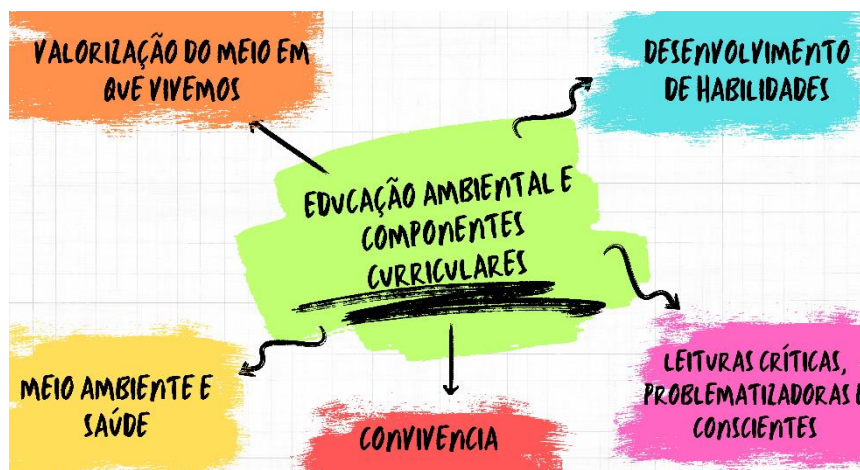 VALORIZAÇÃO DO MEIO EM
QUE VIVEMOS
DESENVOLVIMENTO
DE HABILIDADES
EDUCAÇÃO AMBIENTAL E
COMPONENTES
CURRICULARES
MEIO AMBIENTE E
SAÚDE
CONVIVENCIA
LEITURAS CRÍTICAS,
PROBLEMATIZADORAS E
CONSCIENTES